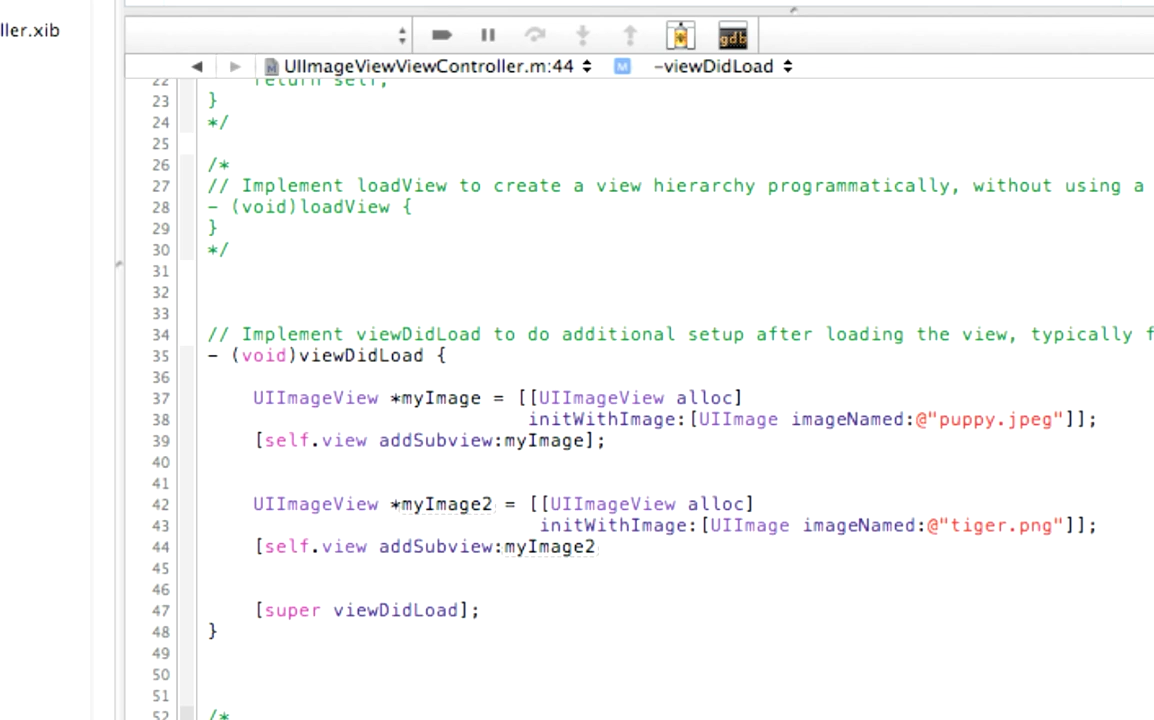 ller.xib
gdb
UIImageViewViewController.m:44 M -viewDidLoad
22 return self;
23 }
24 */
25
26 /*
27 // Implement loadView to create a view hierarchy programmatically, without using a
28 - (void)loadView {
29 }
30 */
31
32
33
34 // Implement viewDidLoad to do additional setup after loading the view, typically f
35 - (void)viewDidLoad {
36
37 UIImageView *myImage = [[UIImageView alloc]
38 initWithImage:[UIImage imageNamed:@"puppy.jpeg"]];
39 [self.view addSubview:myImage];
40
41
42 UIImageView *myImage2 = [[UIImageView alloc]
43 initWithImage:[UIImage imageNamed:@"tiger.png"]];
44 [self.view addSubview:myImage2
45
46
47 [super viewDidLoad];
48 }
49
50
51
52 /*